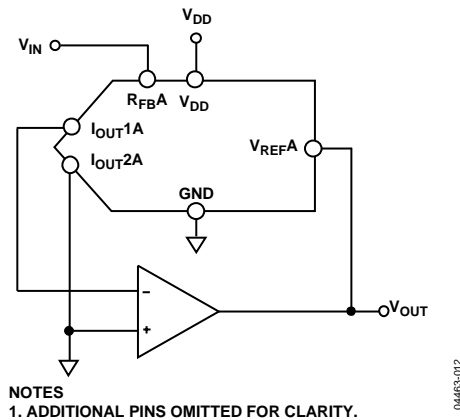 VDD
VIN
RFBA VDD
IOUT1A
IOUT2A
VREFA
GND
–
+
VOUT
NOTES
1. ADDITIONAL PINS OMITTED FOR CLARITY.
04463-012